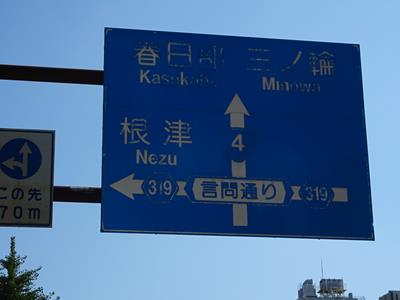 春日部 三ノ輪
Kasukabe Minowa
4
根津
Nezu
319 言問通り 319
この先
70m